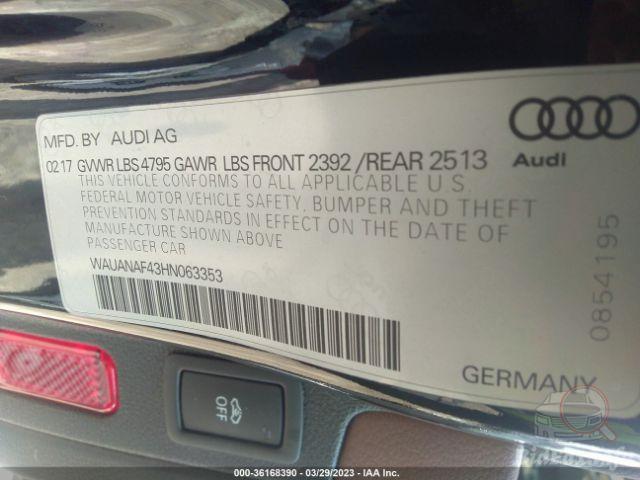 MFD. BY AUDI AG
Audi
02 17 GVWR LBS 4795 GAWR LBS FRONT 2392 / REAR 2513
THIS VEHICLE CONFORMS TO ALL APPLICABLE U.S.
FEDERAL MOTOR VEHICLE SAFETY, BUMPER AND THEFT
PREVENTION STANDARDS IN EFFECT ON THE DATE OF
MANUFACTURE SHOWN ABOVE
PASSENGER CAR
WAUANAF43HN063353
0854195
GERMANY
OFF
000-36168390 - 03/29/2023 - IAA Inc.